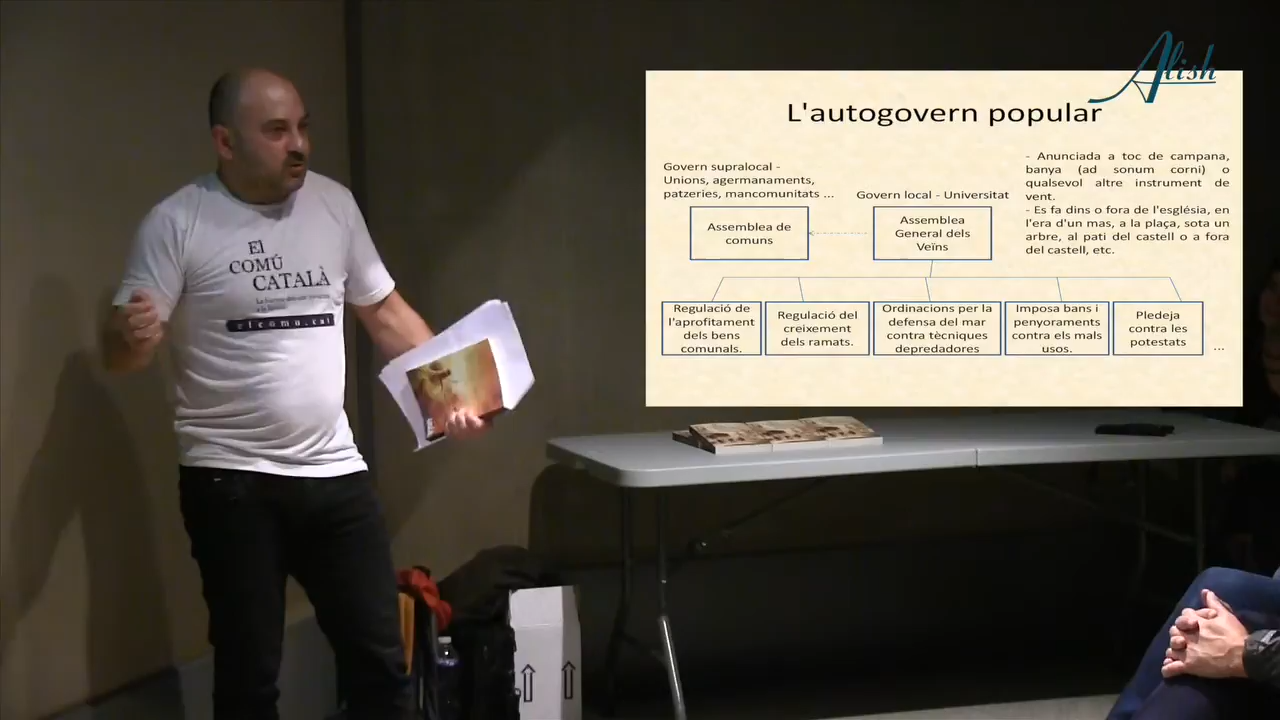 Alish
L'autogovern popular
Govern supralocal -
Unions, agermanaments,
patzeries, mancomunitats ...
Govern local - Universitat
- Anunciada a toc de campana,
banya (ad sonum corni) o
qualsevol altre instrument de
vent.
- Es fa dins o fora de l'església, en
l'era d'un mas, a la plaça, sota un
arbre, al pati del castell o a fora
del castell, etc.
Assemblea de
comuns
Assemblea
General dels
Veïns
Regulació de
l'aprofitament
dels bens
comunals.
Regulació del
creixement
dels ramats.
Ordinacions per la
defensa del mar
contra tècniques
depredadores
Imposa bans i
penyoraments
contra els mals
usos.
Pledeja
contra les
potestats
...
El
COMÚ
CATALÀ
elcomu.cat